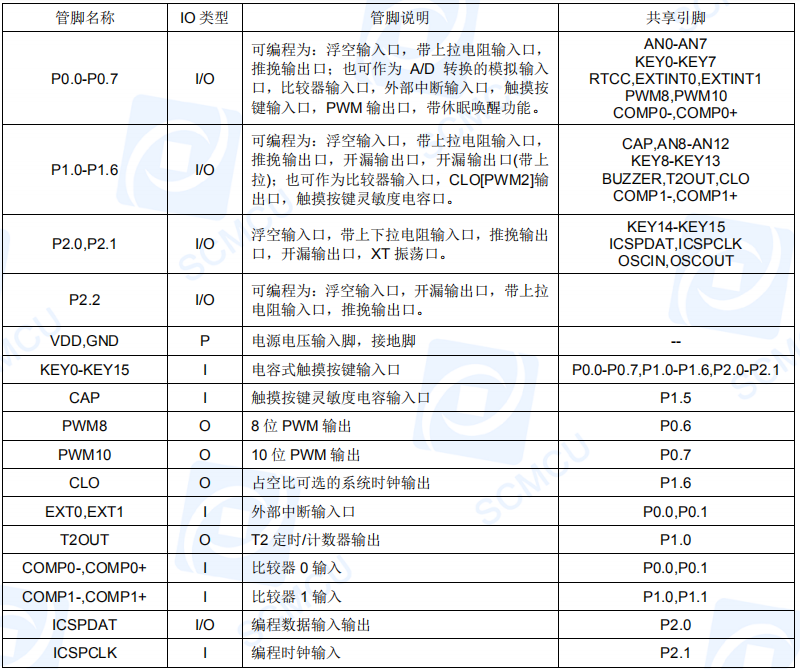 管脚名称 IO 类型 管脚说明 共享引脚
P0.0-P0.7 I/O
可编程为：浮空输入口，带上拉电阻输入口，
推挽输出口；也可作为 A/D 转换的模拟输入
口，比较器输入口，外部中断输入口，触摸按
键输入口，PWM 输出口，带休眠唤醒功能。
AN0-AN7
KEY0-KEY7
RTCC,EXTINT0,EXTINT1
PWM8,PWM10
COMP0-,COMP0+
P1.0-P1.6 I/O
可编程为：浮空输入口，带上拉电阻输入口，
推挽输出口，开漏输出口，开漏输出口(带上
拉)；也可作为比较器输入口，CLO[PWM2]输
出口，触摸按键灵敏度电容口。
CAP,AN8-AN12
KEY8-KEY13
BUZZER,T2OUT,CLO
COMP1-,COMP1+
P2.0,P2.1 I/O
浮空输入口，带上下拉电阻输入口，推挽输出
口，开漏输出口，XT 振荡口。
KEY14-KEY15
ICSPDAT,ICSPCLK
OSCIN,OSCOUT
P2.2 I/O
可编程为：浮空输入口，开漏输出口，带上拉
电阻输入口，推挽输出口。
VDD,GND P 电源电压输入脚，接地脚 --
KEY0-KEY15 I 电容式触摸按键输入口 P0.0-P0.7,P1.0-P1.6,P2.0-P2.1
CAP I 触摸按键灵敏度电容输入口 P1.5
PWM8 O 8 位 PWM 输出 P0.6
PWM10 O 10 位 PWM 输出 P0.7
CLO O 占空比可选的系统时钟输出 P1.6
EXT0,EXT1 I 外部中断输入口 P0.0,P0.1
T2OUT O T2 定时/计数器输出 P1.0
COMP0-,COMP0+ I 比较器 0 输入 P0.0,P0.1
COMP1-,COMP1+ I 比较器 1 输入 P1.0,P1.1
ICSPDAT I/O 编程数据输入输出 P2.0
ICSPCLK I 编程时钟输入 P2.1
SCMCU
SCMCU